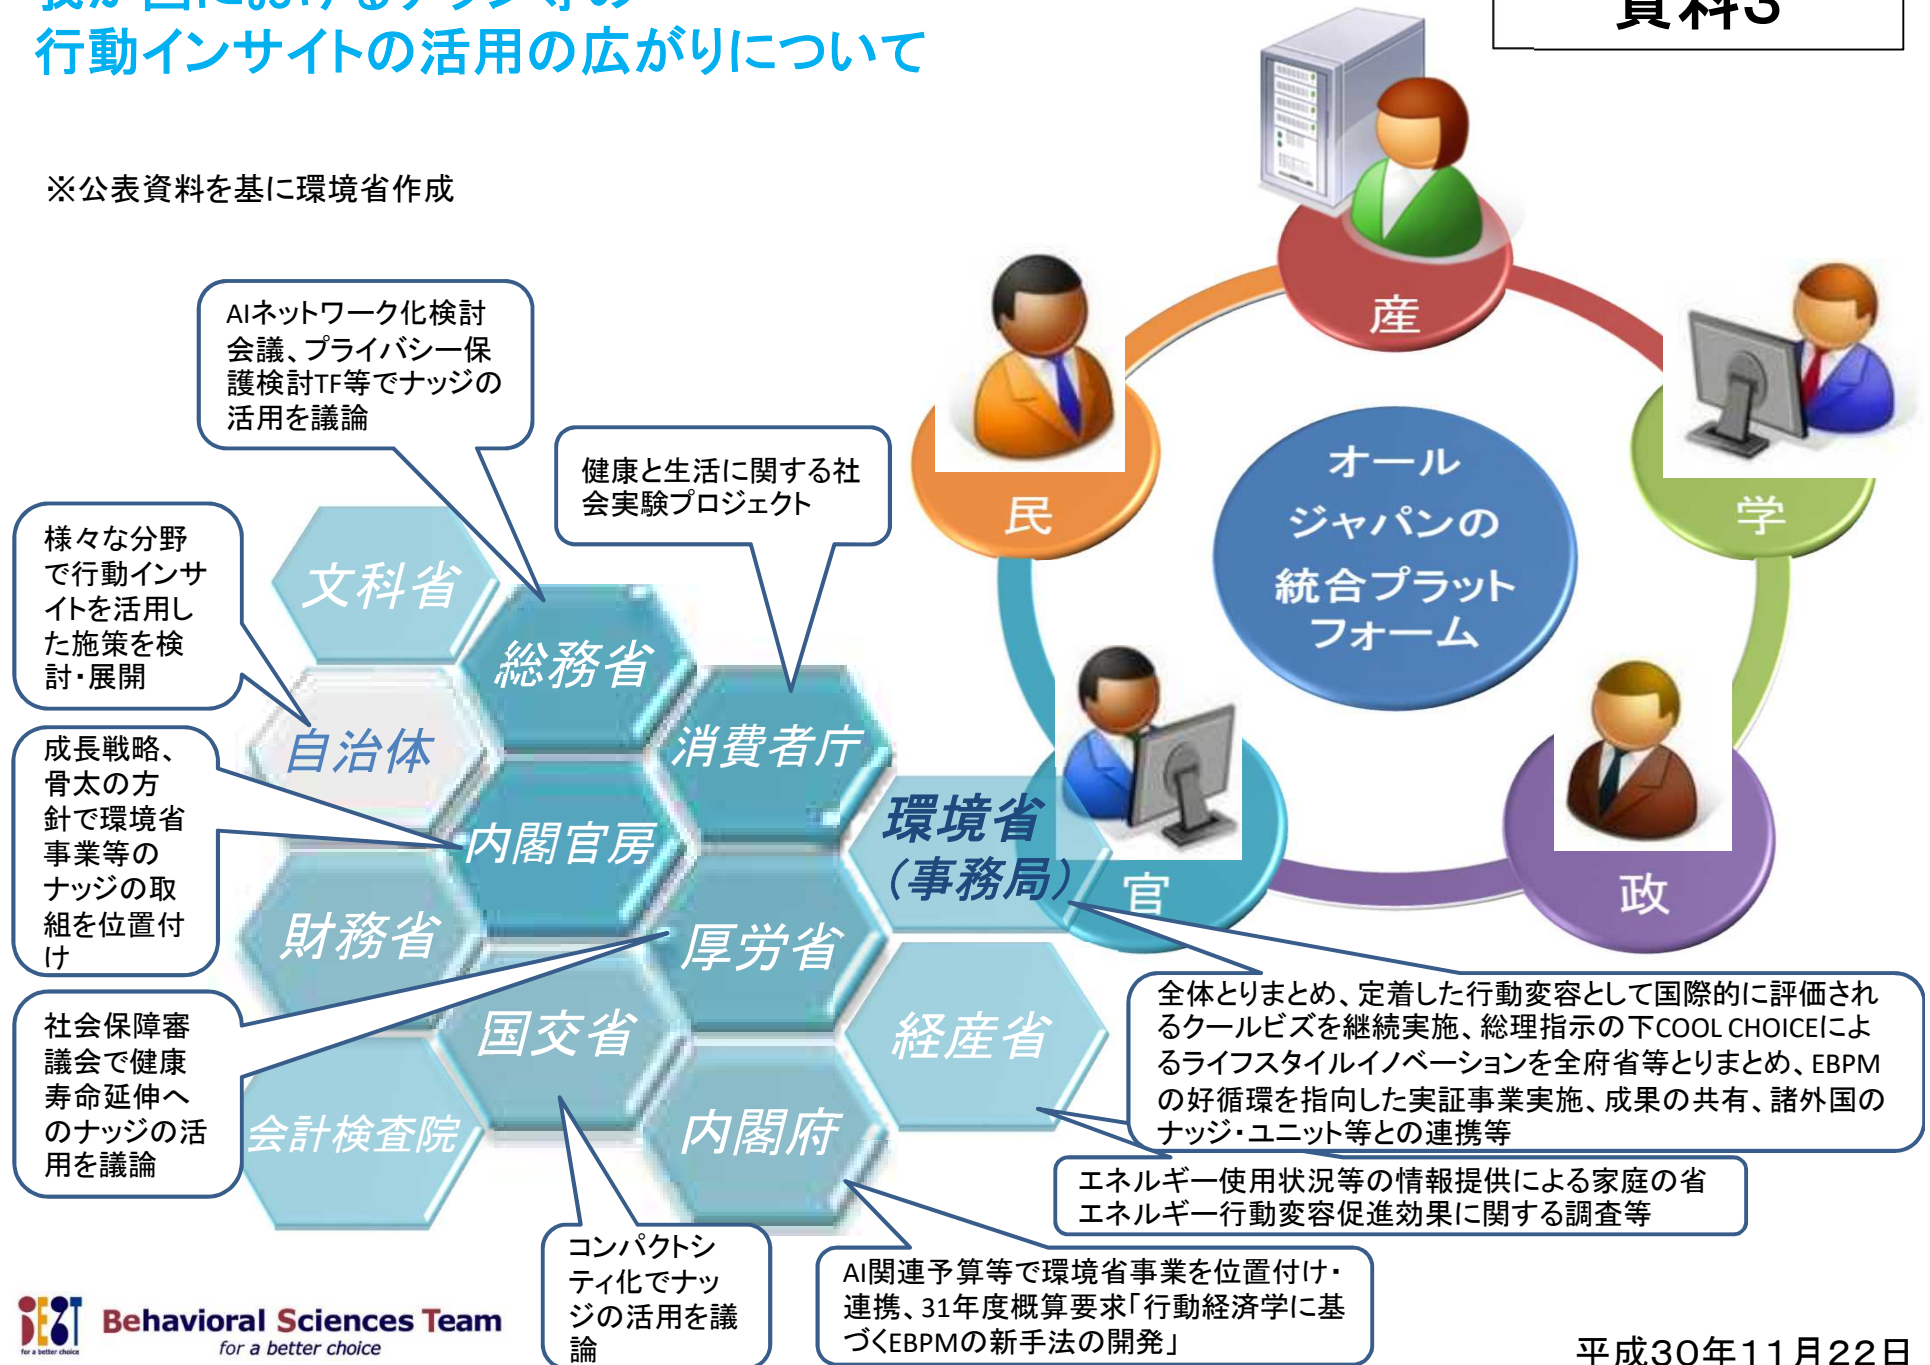 我が国におけるナッジ等の
行動インサイトの活用の広がりについて
資料3
※公表資料を基に環境省作成
AIネットワーク化検討
会議、プライバシー保
護検討TF等でナッジの
活用を議論
健康と生活に関する社
会実験プロジェクト
様々な分野
で行動インサ
イトを活用し
た施策を検
討・展開
成長戦略、
骨太の方
針で環境省
事業等の
ナッジの取
組を位置付
け
社会保障審
議会で健康
寿命延伸へ
のナッジの活
用を議論
文科省
総務省
自治体
消費者庁
内閣官房
環境省
（事務局）
財務省
厚労省
国交省
経産省
会計検査院
内閣府
産
民
学
官
政
オール
ジャパンの
統合プラット
フォーム
全体とりまとめ、定着した行動変容として国際的に評価され
るクールビズを継続実施、総理指示の下COOL CHOICEによ
るライフスタイルイノベーションを全府省等とりまとめ、EBPM
の好循環を指向した実証事業実施、成果の共有、諸外国の
ナッジ・ユニット等との連携等
エネルギー使用状況等の情報提供による家庭の省
エネルギー行動変容促進効果に関する調査等
コンパクトシ
ティ化でナッ
ジの活用を議
論
AI関連予算等で環境省事業を位置付け・
連携、31年度概算要求「行動経済学に基
づくEBPMの新手法の開発」
BEST
for a better choice
Behavioral Sciences Team
for a better choice
平成30年11月22日